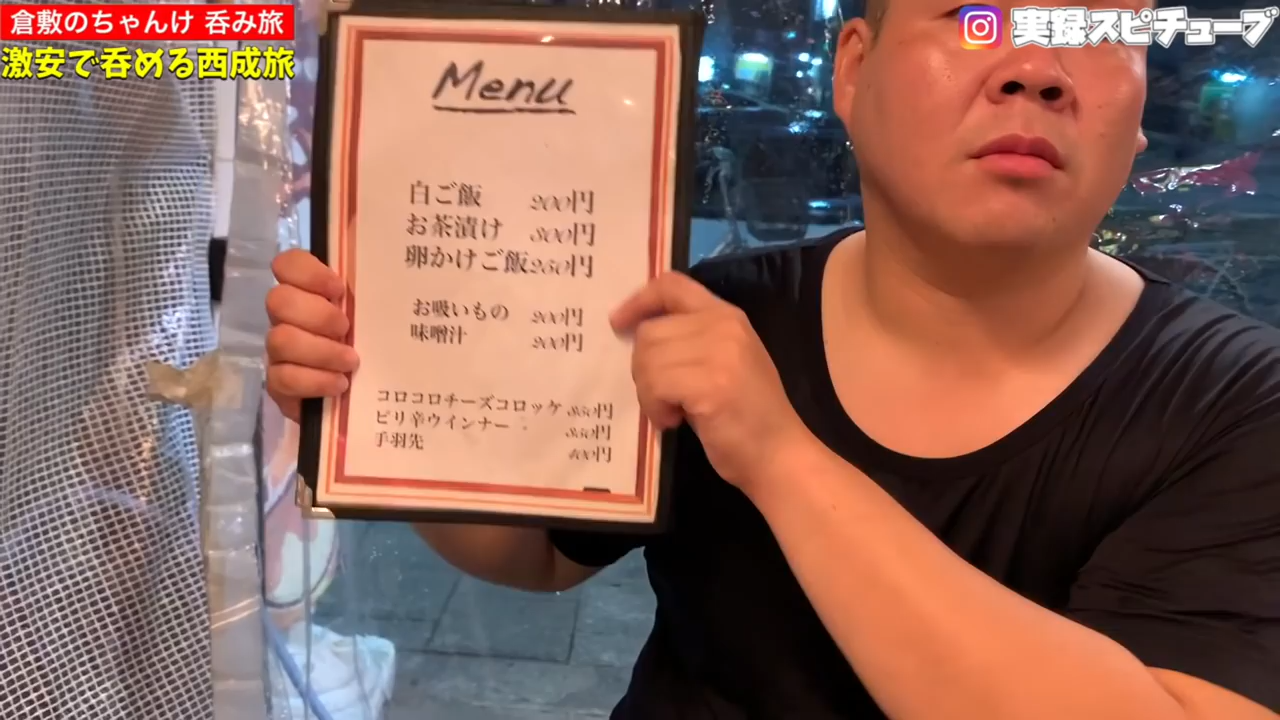 倉敷のちゃんけ 呑み旅
激安で呑める西成旅
実録スピチューブ
Menu
白ご飯 200円
お茶漬け 300円
卵かけご飯250円
お吸いもの 200円
味噌汁 200円
コロコロチーズコロッケ 350円
ピリ辛ウインナー 350円
手羽先 400円